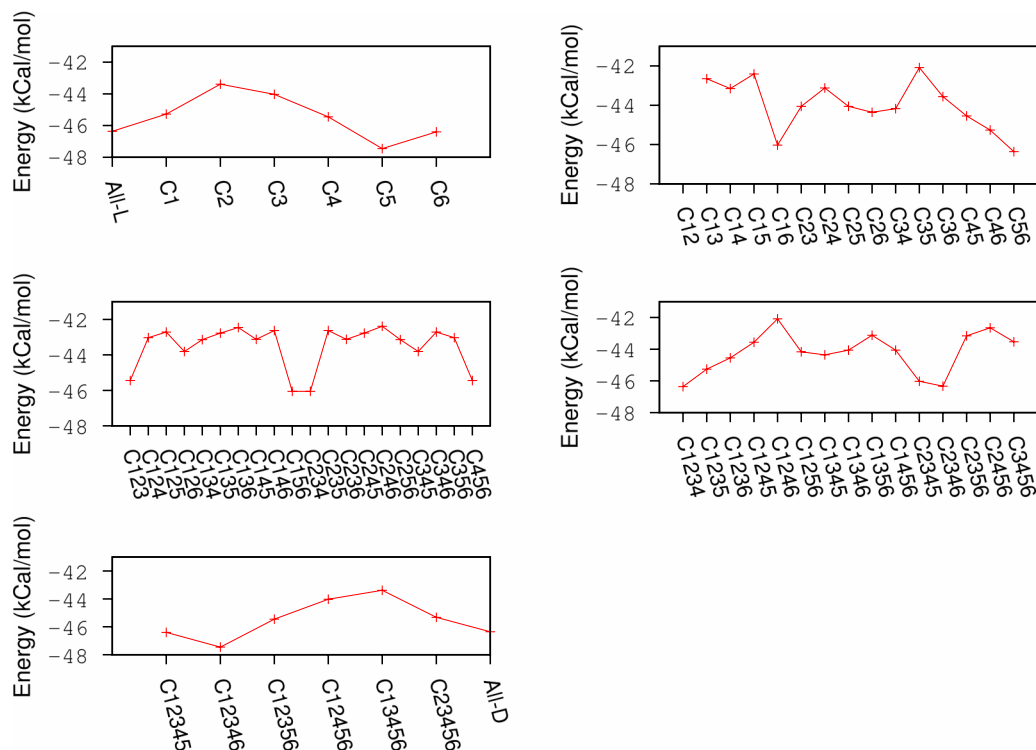 Energy (kCal/mol)
−42
−44
−46
−48
All-L
C1
C2
C3
C4
C5
C6
Energy (kCal/mol)
−42
−44
−46
−48
C12
C13
C14
C15
C16
C23
C24
C25
C26
C34
C35
C36
C45
C46
C56
Energy (kCal/mol)
−42
−44
−46
−48
C123
C124
C125
C126
C134
C135
C136
C145
C146
C156
C234
C235
C236
C245
C246
C256
C345
C346
C356
C456
Energy (kCal/mol)
−42
−44
−46
−48
C1234
C1235
C1236
C1245
C1246
C1256
C1345
C1346
C1356
C1456
C2345
C2346
C2356
C2456
C3456
Energy (kCal/mol)
−42
−44
−46
−48
C12345
C12346
C12356
C12456
C13456
C23456
All-D